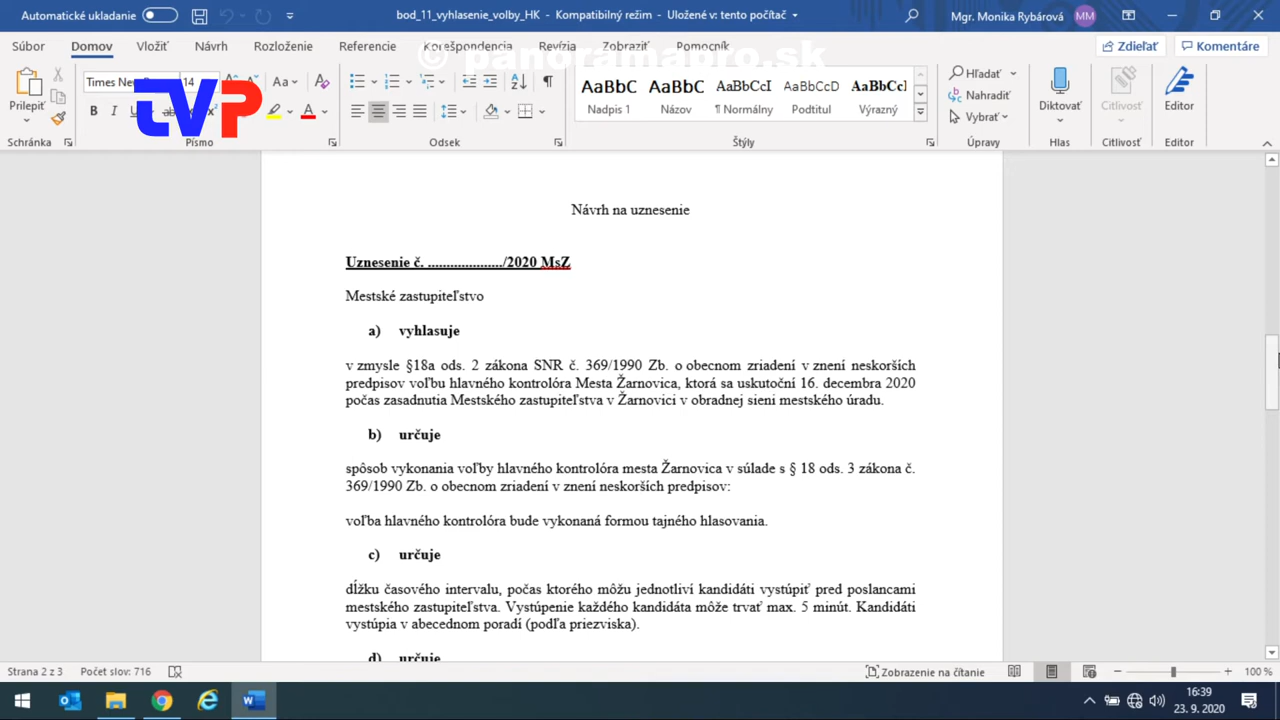 Automatické ukladanie
bod_11_vyhlasenie_volby_HK - Kompatibilný režim - Uložené v: tento počítač
Mgr. Monika Rybárová MM
Súbor Domov Vložiť Návrh Rozloženie Referencie Korešpondencia Revízia Zobraziť Pomocník Zdieľať Komentáre
© panoramapro.sk
TVP
Prilepiť
Times Ne 14
Aa
AaBbC AaBbC AaBbCcI AaBbCcD AaBbCcI
Nadpis 1 Názov ¶ Normálny Podtitul Výrazný
Hľadať
Nahradiť
Vybrať
Diktovať Citlivosť Editor
Schránka Písmo Odsek Štýly Úpravy Hlas Citlivosť Editor
Návrh na uznesenie
Uznesenie č. ..................../2020 MsZ
Mestské zastupiteľstvo
a) vyhlasuje
v zmysle §18a ods. 2 zákona SNR č. 369/1990 Zb. o obecnom zriadení v znení neskorších
predpisov voľbu hlavného kontrolóra Mesta Žarnovica, ktorá sa uskutoční 16. decembra 2020
počas zasadnutia Mestského zastupiteľstva v Žarnovici v obradnej sieni mestského úradu.
b) určuje
spôsob vykonania voľby hlavného kontrolóra mesta Žarnovica v súlade s § 18 ods. 3 zákona č.
369/1990 Zb. o obecnom zriadení v znení neskorších predpisov:
voľba hlavného kontrolóra bude vykonaná formou tajného hlasovania.
c) určuje
dĺžku časového intervalu, počas ktorého môžu jednotliví kandidáti vystúpiť pred poslancami
mestského zastupiteľstva. Vystúpenie každého kandidáta môže trvať max. 5 minút. Kandidáti
vystúpia v abecednom poradí (podľa priezviska).
d) určuje
Strana 2 z 3 Počet slov: 716 Zobrazenie na čítanie 100 %
16:39
23. 9. 2020